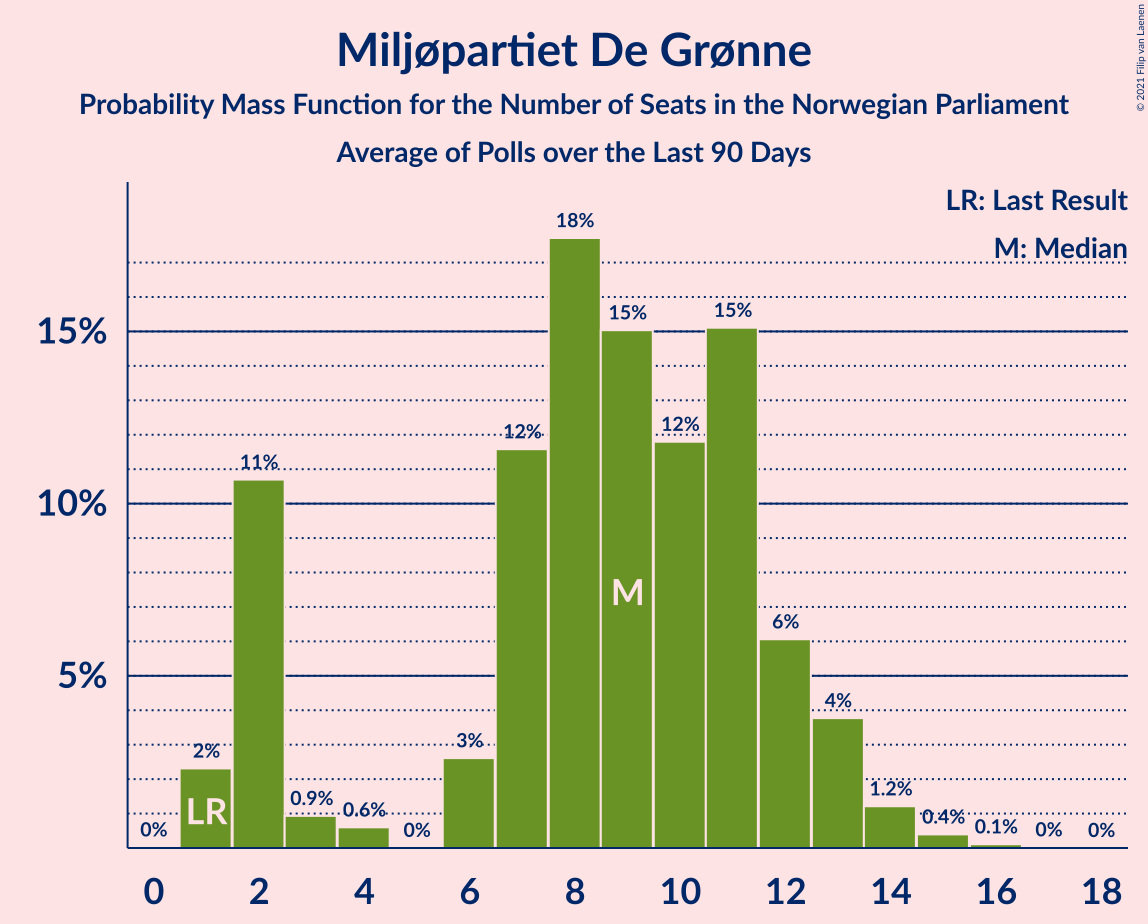 Miljøpartiet De Grønne
Probability Mass Function for the Number of Seats in the Norwegian Parliament
Average of Polls over the Last 90 Days
© 2021 Filip van Laenen
LR: Last Result
M: Median
18%
15%
15%
15%
12%
12%
11%
10%
M
6%
5%
4%
3%
2%
1.2%
0.9%
0.6%
0.4%
0.1%
LR
0%
0%
0%
0%
0 2 4 6 8 10 12 14 16 18